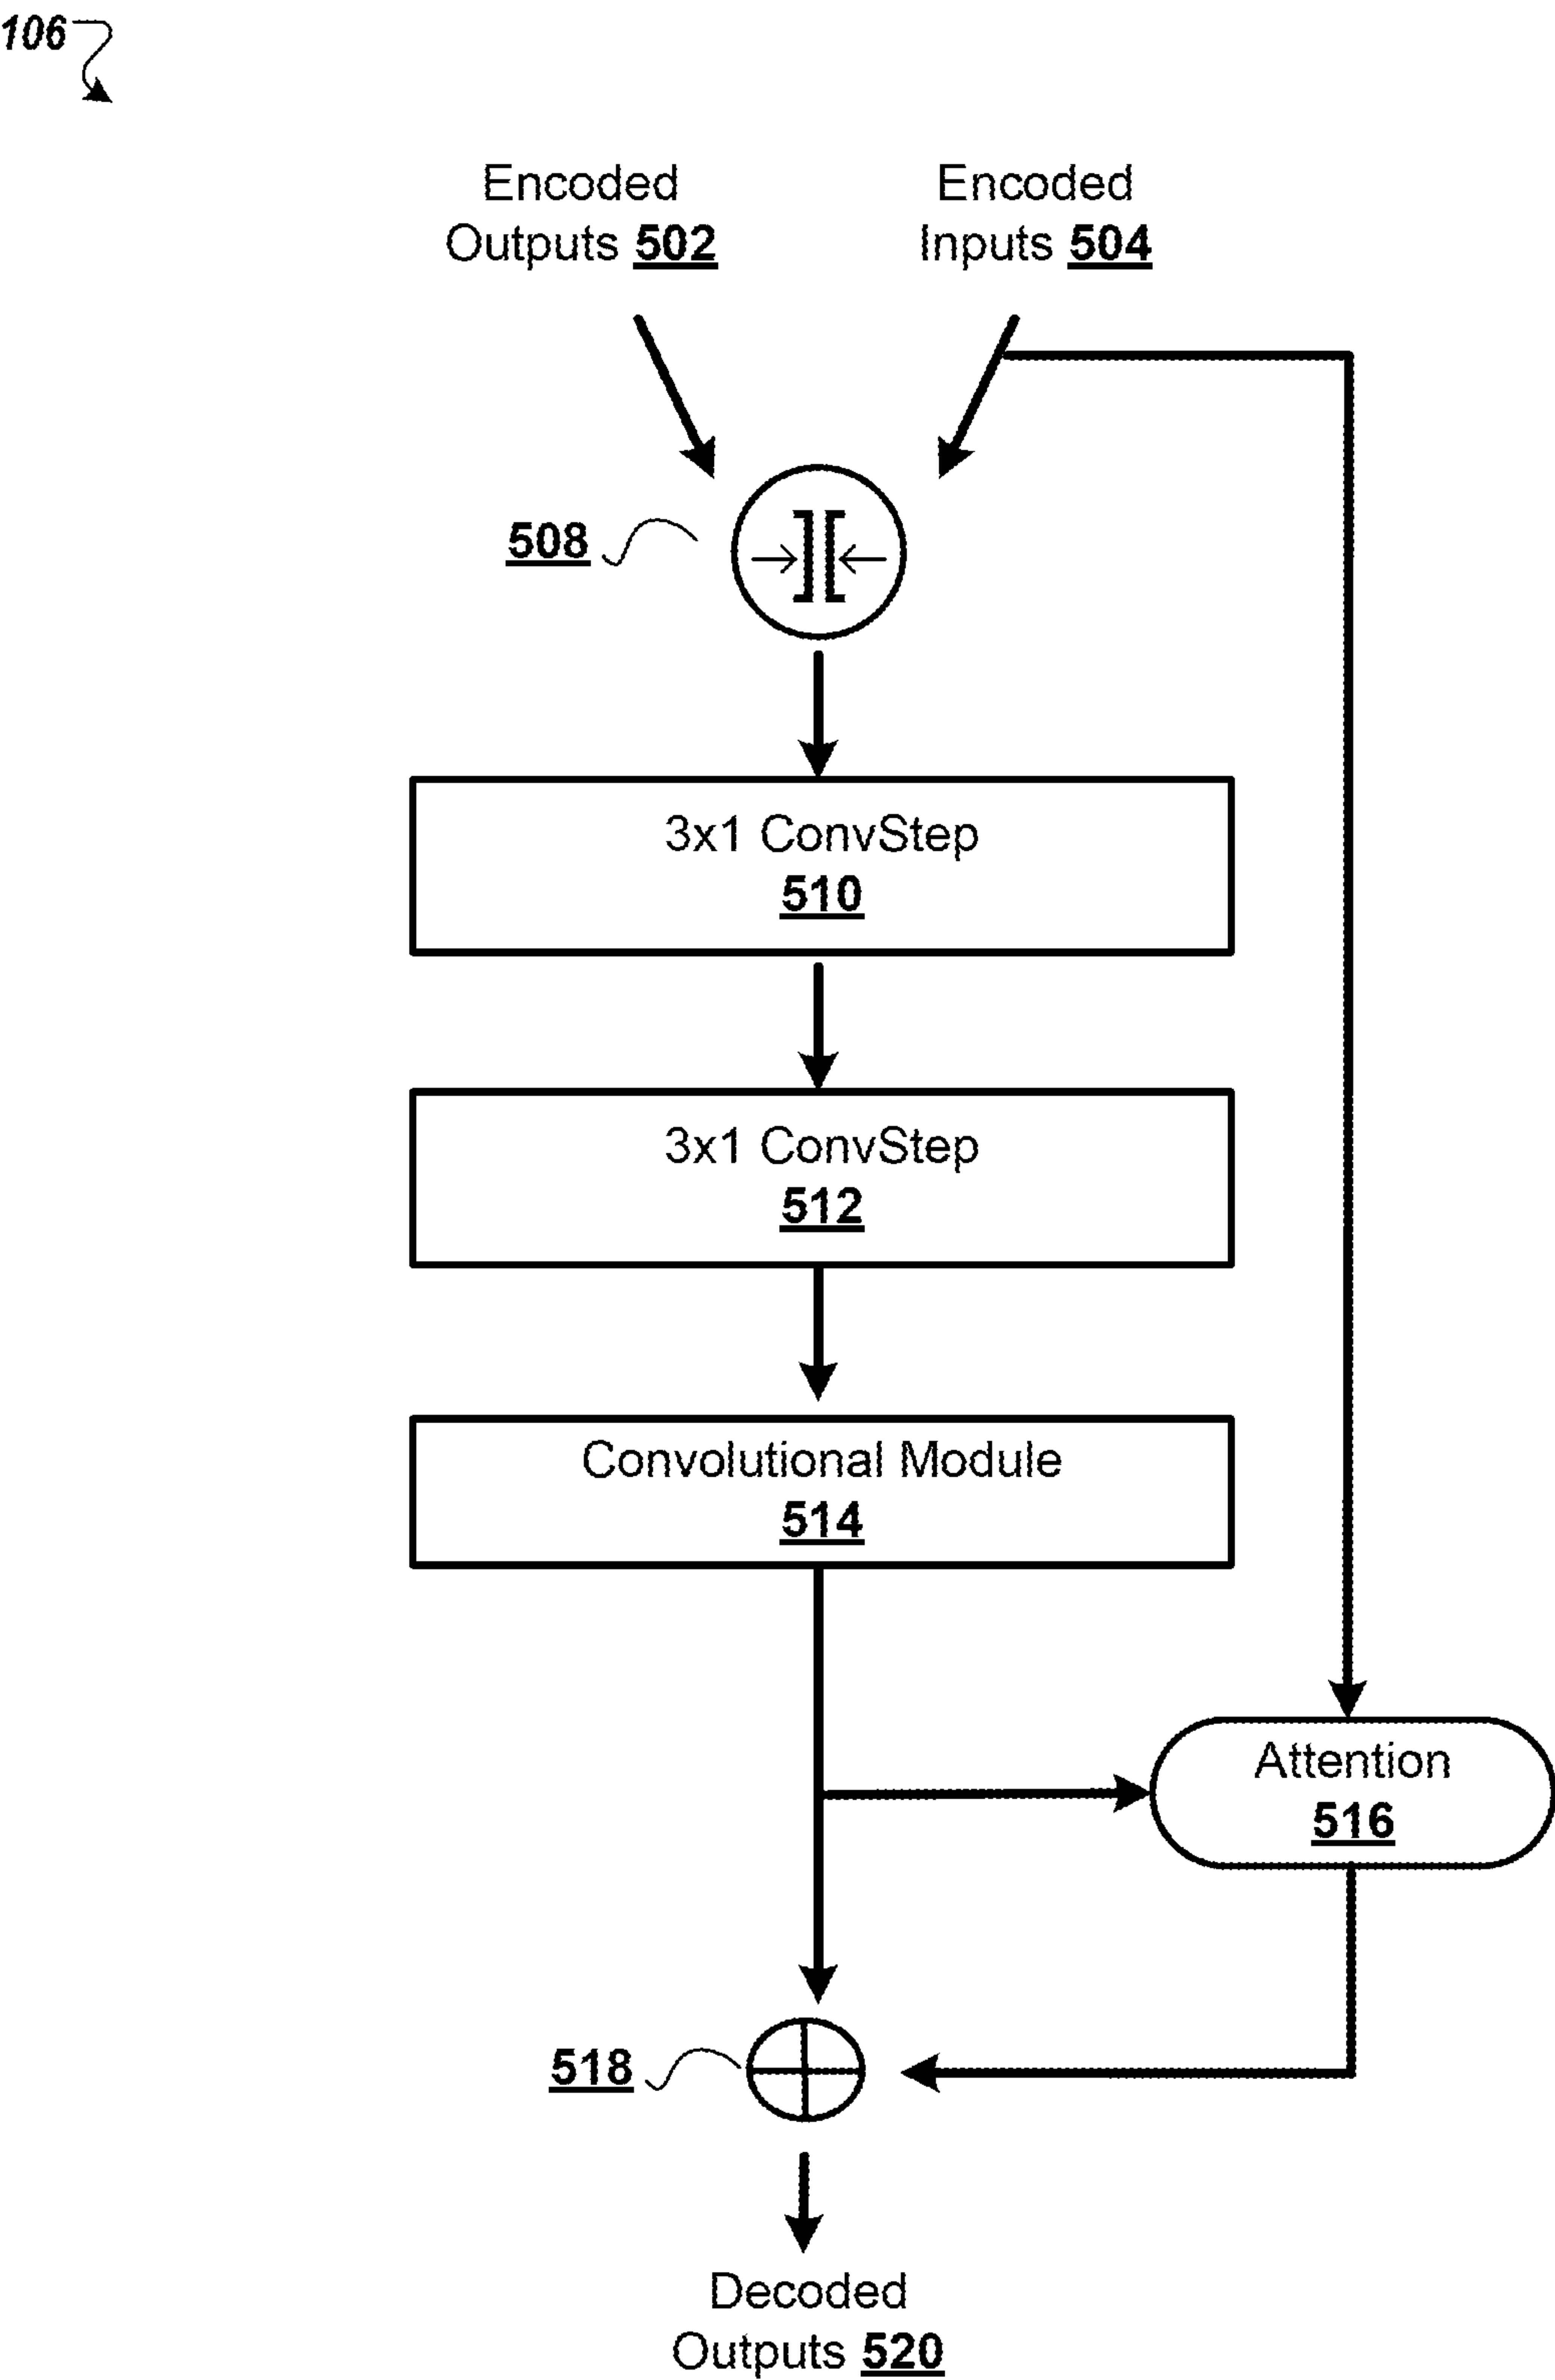 106
Encoded
Outputs 502
Encoded
Inputs 504
508
3x1 ConvStep
510
3x1 ConvStep
512
Convolutional Module
514
Attention
516
518
Decoded
Outputs 520